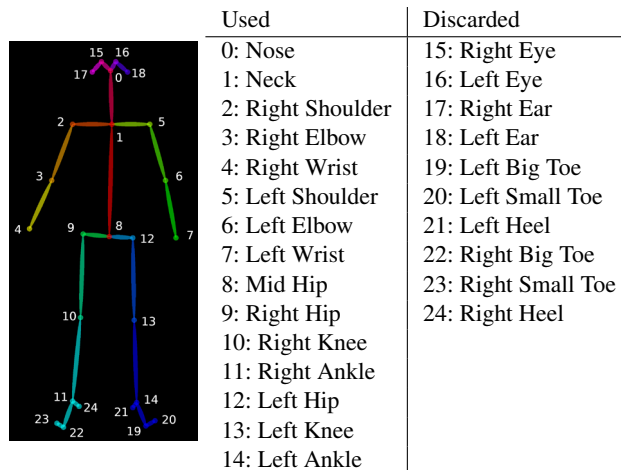 Used Discarded
0: Nose 15: Right Eye
1: Neck 16: Left Eye
2: Right Shoulder 17: Right Ear
3: Right Elbow 18: Left Ear
4: Right Wrist 19: Left Big Toe
5: Left Shoulder 20: Left Small Toe
6: Left Elbow 21: Left Heel
7: Left Wrist 22: Right Big Toe
8: Mid Hip 23: Right Small Toe
9: Right Hip 24: Right Heel
10: Right Knee
11: Right Ankle
12: Left Hip
13: Left Knee
14: Left Ankle
15 16
17 0 18
2 1 5
3 6
4 7
9 8 12
10 13
11 24 21 14
23 22 19 20